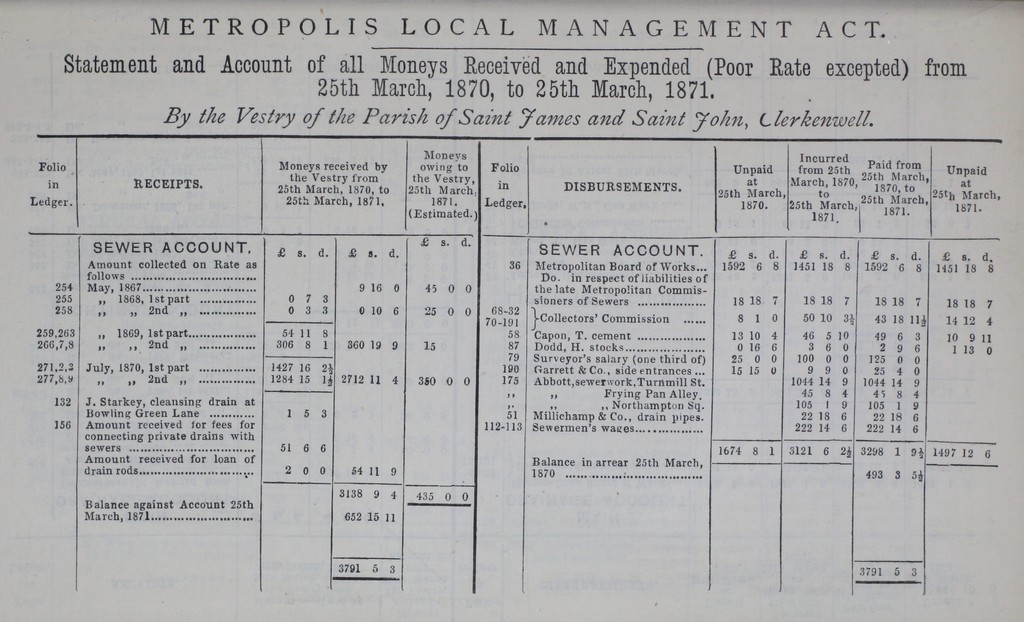 METROPOLIS LOCAL MANAGEMENT ACT.
Statement and Account of all Moneys Received and Expended (Poor Rate excepted) from
25th March, 1870, to 25th March, 1871.
By the Vestry of the Parish of Saint James and Saint John, Clerkenwell.
Folio in Ledger. RECEIPTS. Moneys received by the Vestry from 25th March, 1870, to 25th March, 1871. Moneys owing to the Vestry, 25th March, 1871. (Estimated.)
SEWER ACCOUNT. £ s. d. £ s. d. £ s. d.
Amount collected on Rate as
follows
254 May, 1867 9 16 0 45 0 0
255 „ 1868, 1st part 0 7 3
258 „ „ 2nd „ 0 3 3 0 10 6 25 0 0
259,263 „ 1869, 1st part 54 11 8
266,7,8 „ „ 2nd „ 306 8 1 360 19 9 15
271,2,3 July, 1870, 1st part 1427 16 2½
277,8,9 „ „ 2nd „ 1284 15 1½ 2712 11 4 350 0 0
132 J. Starkey, cleansing drain at
Bowling Green Lane 1 5 3
156 Amount received for fees for
connecting private drains with
sewers 51 6 6
Amount received for loan of
drain rods 2 0 0 54 11 9
3138 9 4 435 0 0
Balance against Account 25th
March, 1871 652 15 11
3791 5 3
Folio in Ledger. DISBURSEMENTS. Unpaid at 25th March, 1870. Incurred from 25th March, 1870, to 25th March, 1871. Paid from 25th March, 1870, to 25th March, 1871. Unpaid at 25th March, 1871.
SEWER ACCOUNT. £ s. d. £ s. d. £ s. d. £ s. d.
36 Metropolitan Board of Works... 1592 6 8 1451 18 8 1592 6 8 1451 18 8
Do. in respect of liabilities of
the late Metropolitan Commis-
sioners of Sewers 18 18 7 18 18 7 18 18 7 18 18 7
68-32
70-191 } Collectors' Commission 8 1 0 50 10 3½ 43 18 11½ 14 12 4
58 Capon, T. cement 13 10 4 46 5 10 49 6 3 10 9 11
87 Dodd, H. stocks 0 16 6 3 6 0 2 9 6 1 13 0
79 Surveyor's salary (one third of) 25 0 0 100 0 0 125 0 0
190 Garrett & Co., side entrances ... 15 15 0 9 9 0 25 4 0
175 Abbott, sewerwork, Turnmill St. 1044 14 9 1044 14 9
„ „ Frying Pan Alley. 45 8 4 45 8 4
„ „ „ Northampton Sq. 105 1 9 105 1 9
51 Millichamp & Co., drain pipes. 22 18 6 22 18 6
112-113 Sewermen's wages 222 14 6 222 14 6
1674 8 1 3121 6 2½ 3298 1 9½ 1497 12 6
Balance in arrear 25th March,
1870 493 3 5½
3791 5 3